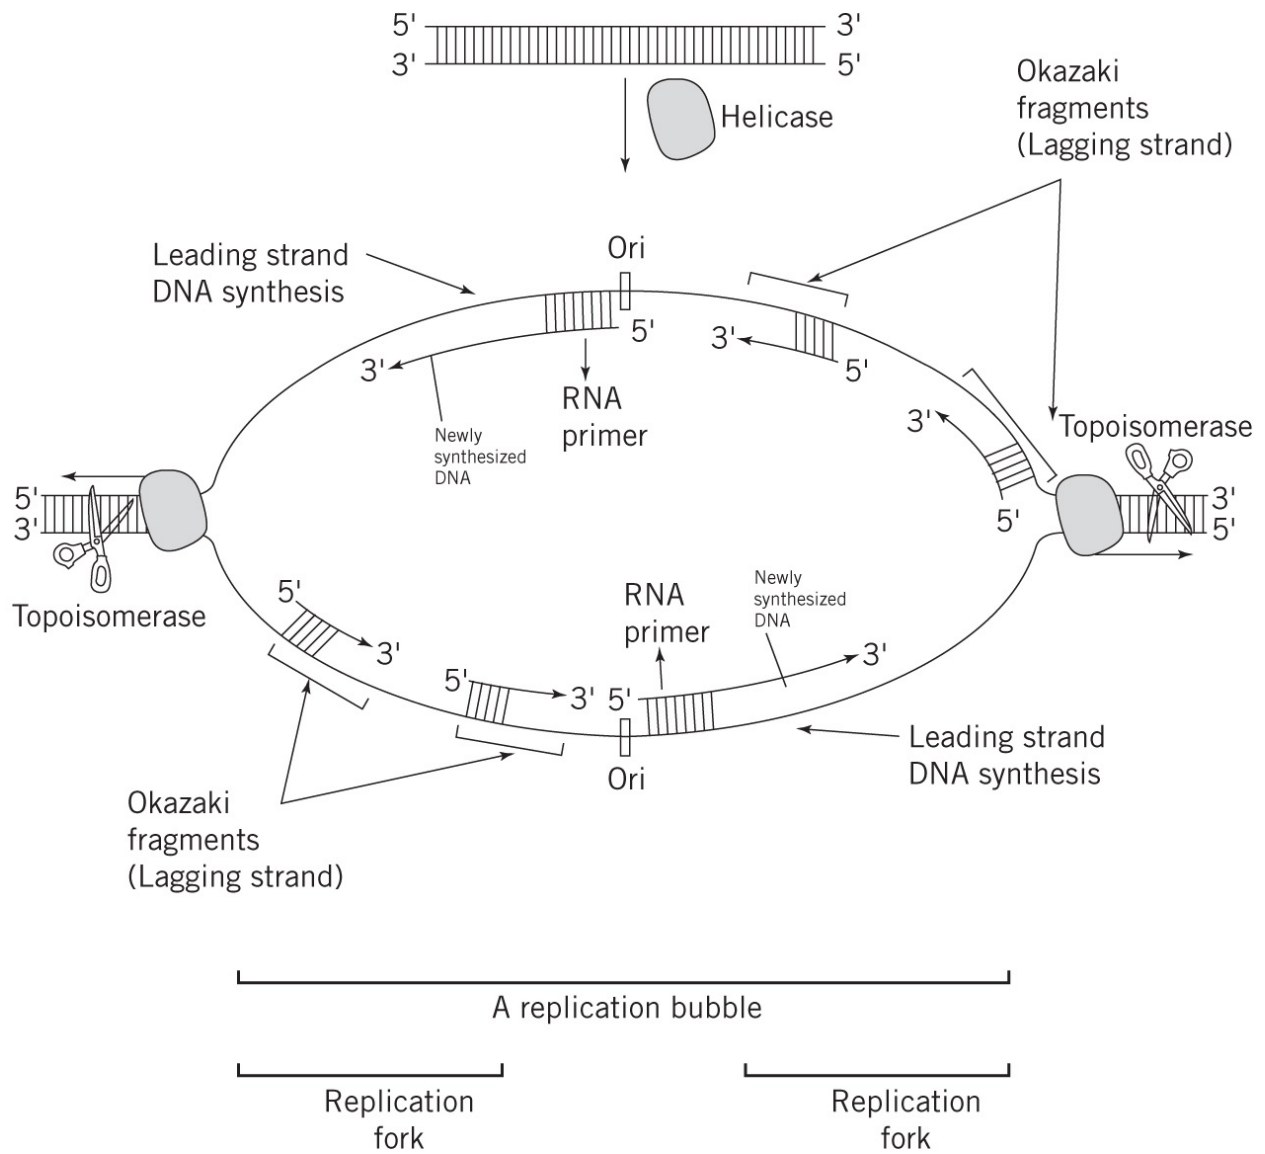 5' 3'
3' 5'
Helicase
Okazaki
fragments
(Lagging strand)
Leading strand
DNA synthesis
Ori
5'
3'
3'
5'
RNA
primer
Newly
synthesized
DNA
3'
5'
Topoisomerase
5'
3'
3'
5'
Topoisomerase
5'
3'
RNA
primer
Newly
synthesized
DNA
5'
3'
5'
3'
Ori
Leading strand
DNA synthesis
Okazaki
fragments
(Lagging strand)
A replication bubble
Replication
fork
Replication
fork